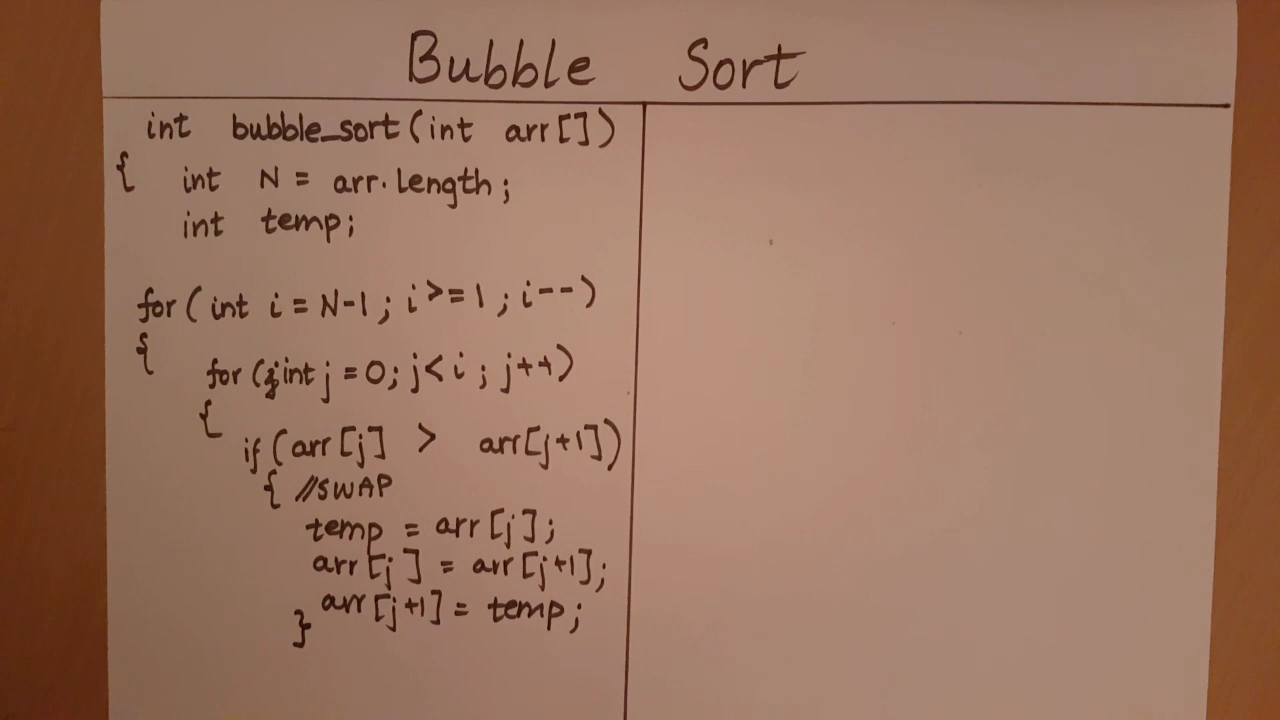 Bubble Sort
int bubble_sort(int arr[])
{ int N = arr.length;
int temp;
for( int i = N-1 ; i >= 1 ; i--)
{
for (int j = 0; j < i ; j++)
{
if (arr[j] > arr[j+1])
{ //SWAP
temp = arr[j];
arr[j] = arr[j+1];
arr[j+1] = temp;
}